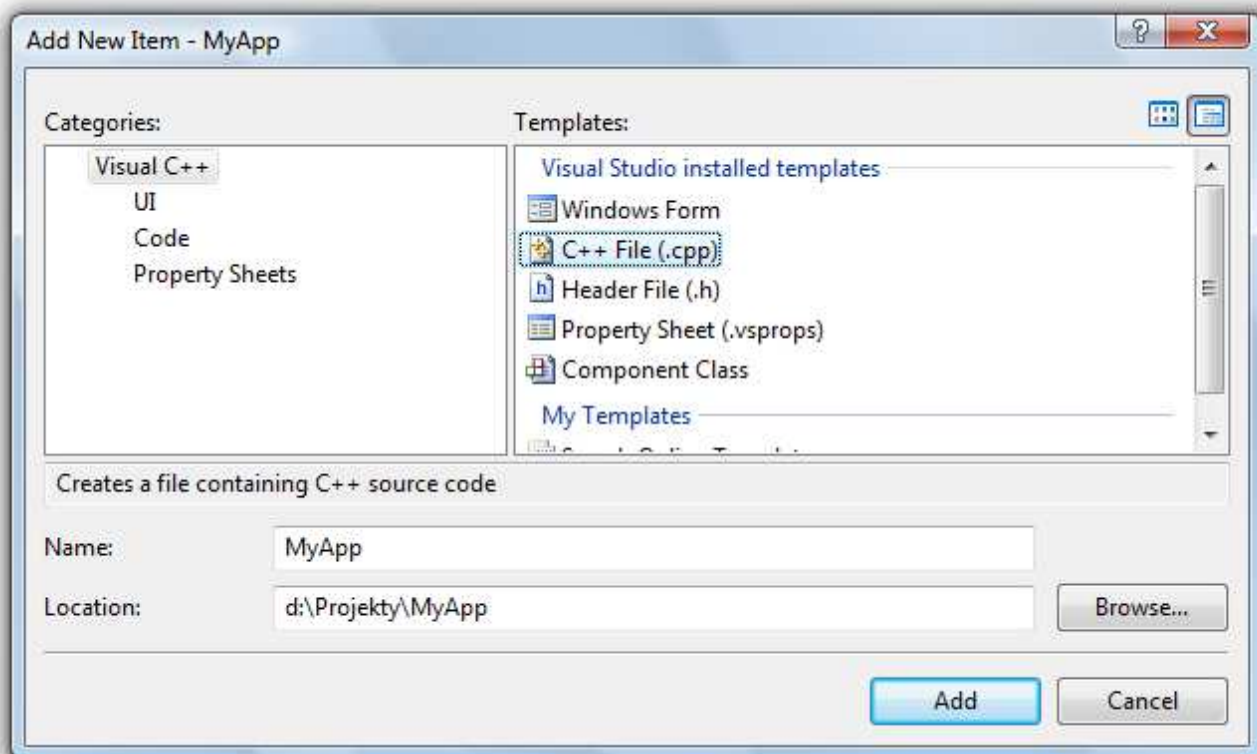 Add New Item - MyApp
Categories:
Templates:
Visual C++
UI
Code
Property Sheets
Visual Studio installed templates
Windows Form
C++ File (.cpp)
Header File (.h)
Property Sheet (.vsprops)
Component Class
My Templates
Creates a file containing C++ source code
Name:
MyApp
Location:
d:\Projekty\MyApp
Browse...
Add
Cancel